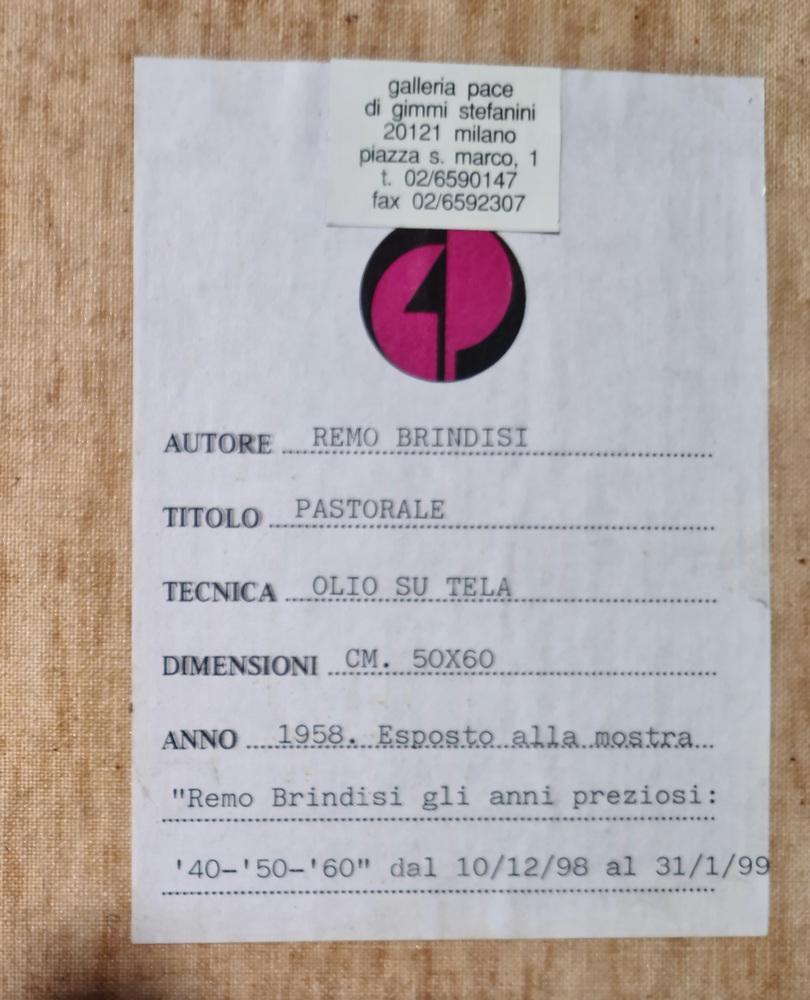 galleria pace
di gimmi stefanini
20121 milano
piazza s. marco, 1
t. 02/6590147
fax 02/6592307
AUTORE REMO BRINDISI
TITOLO PASTORALE
TECNICA OLIO SU TELA
DIMENSIONI CM. 50X60
ANNO 1958. Esposto alla mostra
"Remo Brindisi gli anni preziosi:
'40-'50-'60" dal 10/12/98 al 31/1/99